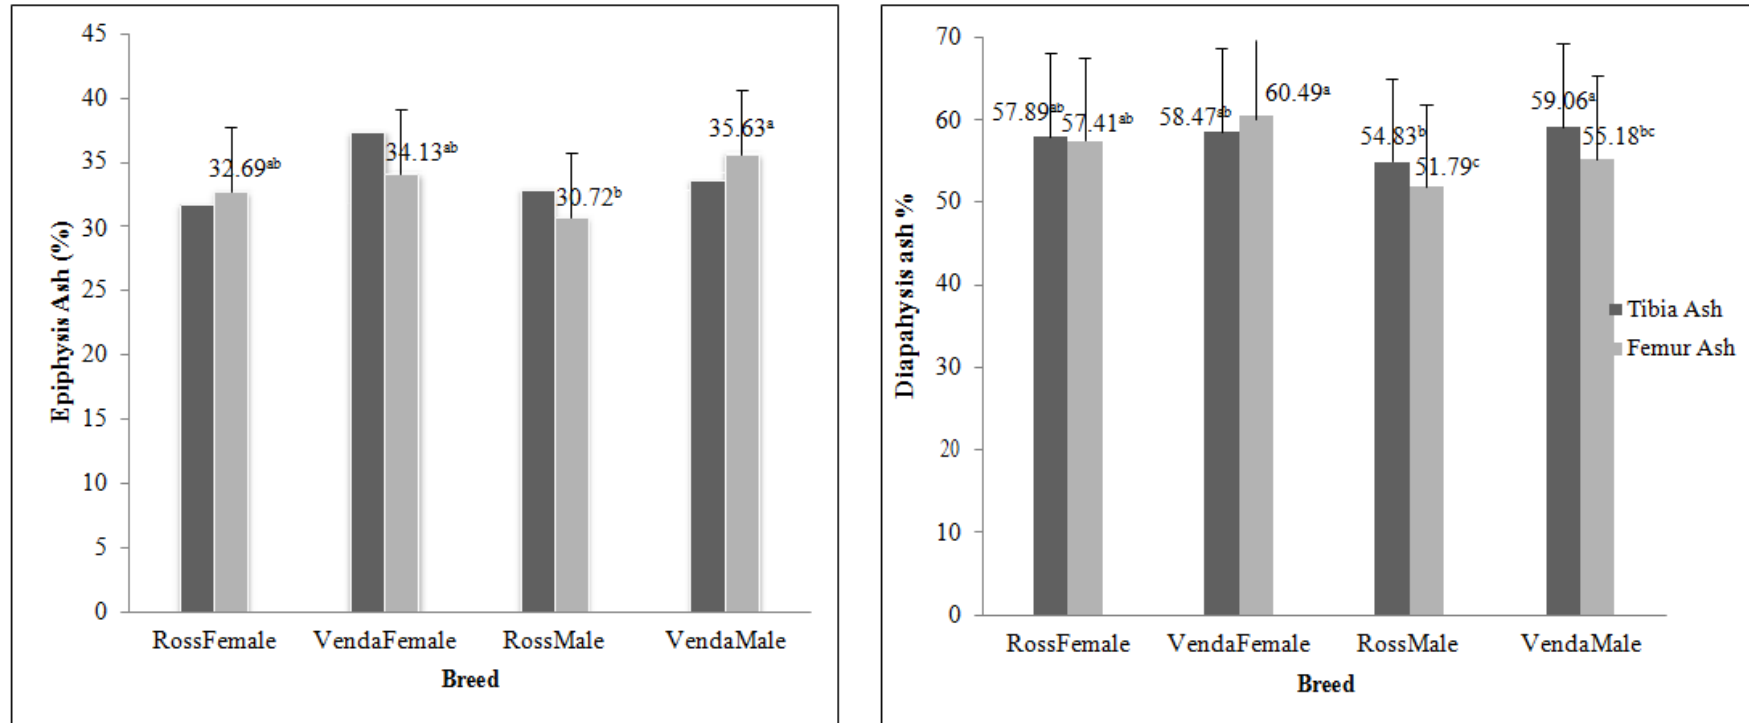 Epiphysis Ash (%)
45
40
35
30
25
20
15
10
5
0
32.69ᵃᵇ
34.13ᵃᵇ
30.72ᵇ
35.63ᵃ
RossFemale VendaFemale RossMale VendaMale
Breed
Diapahysis ash %
70
60
50
40
30
20
10
0
57.89ᵃᵇ
57.41ᵃᵇ
58.47ᵃᵇ
60.49ᵃ
54.83ᵇ
51.79ᶜ
59.06ᵃ
55.18ᵇᶜ
RossFemale VendaFemale RossMale VendaMale
Breed
Tibia Ash
Femur Ash